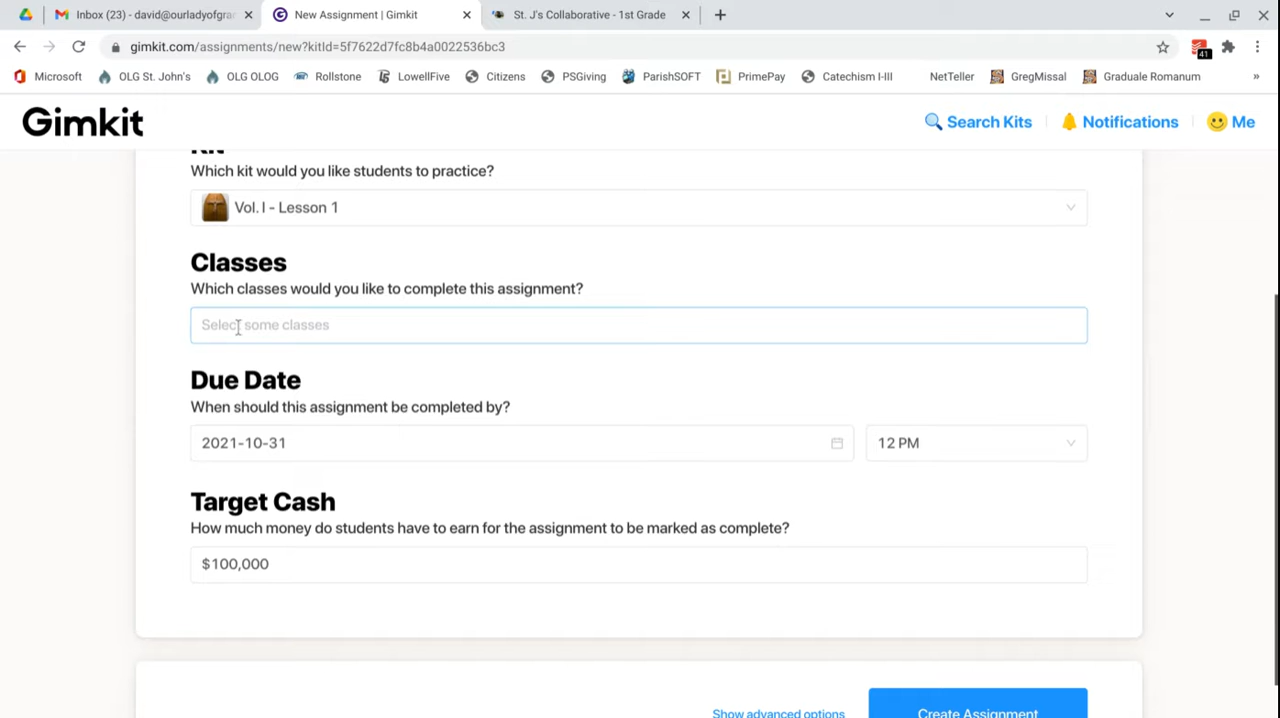 Inbox (23) - david@ourladyofgra
New Assignment | Gimkit
St. J's Collaborative - 1st Grade
gimkit.com/assignments/new?kitId=5f7622d7fc8b4a0022536bc3
41
Microsoft OLG St. John's OLG OLOG Rollstone LowellFive Citizens PSGiving ParishSOFT PrimePay Catechism I-III NetTeller GregMissal Graduale Romanum »
Gimkit
Search Kits Notifications Me
Kit
Which kit would you like students to practice?
Vol. I - Lesson 1
Classes
Which classes would you like to complete this assignment?
Select some classes
Due Date
When should this assignment be completed by?
2021-10-31 12 PM
Target Cash
How much money do students have to earn for the assignment to be marked as complete?
$100,000
Show advanced options Create Assignment